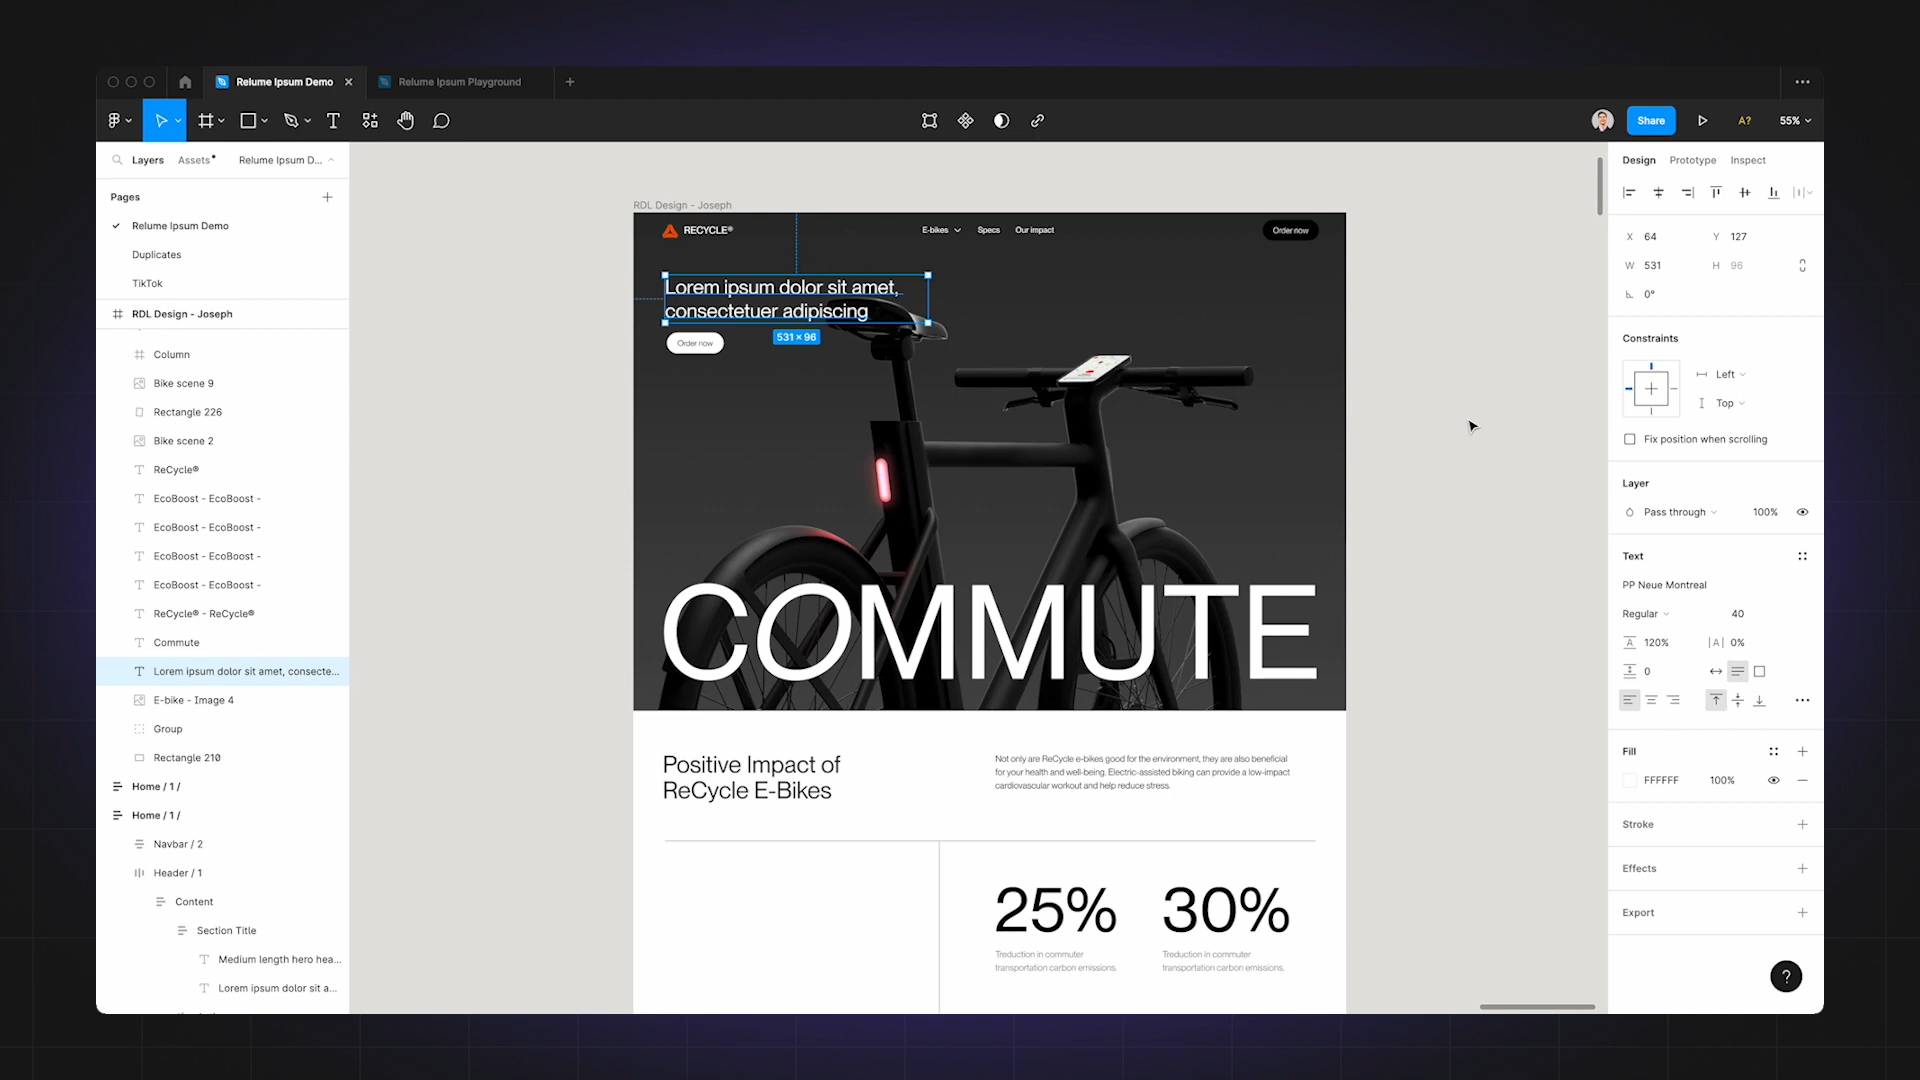 Relume Ipsum Demo
Relume Ipsum Playground
Share
A?
55%
Layers
Assets
Relume Ipsum D...
Pages
Relume Ipsum Demo
Duplicates
TikTok
RDL Design - Joseph
Column
Bike scene 9
Rectangle 226
Bike scene 2
ReCycle®
EcoBoost - EcoBoost -
EcoBoost - EcoBoost -
EcoBoost - EcoBoost -
EcoBoost - EcoBoost -
ReCycle® - ReCycle®
Commute
Lorem ipsum dolor sit amet, consecte...
E-bike - Image 4
Group
Rectangle 210
Home / 1 /
Home / 1 /
Navbar / 2
Header / 1
Content
Section Title
Medium length hero hea...
Lorem ipsum dolor sit a...
RDL Design - Joseph
RECYCLE®
E-bikes
Specs
Our impact
Order now
Lorem ipsum dolor sit amet,
consectetuer adipiscing
531 × 96
Order now
COMMUTE
Positive Impact of
ReCycle E-Bikes
Not only are ReCycle e-bikes good for the environment, they are also beneficial
for your health and well-being. Electric-assisted biking can provide a low-impact
cardiovascular workout and help reduce stress.
25%
Treduction in commuter
transportation carbon emissions.
30%
Treduction in commuter
transportation carbon emissions.
Design
Prototype
Inspect
X 64
Y 127
W 531
H 96
0°
Constraints
Left
Top
Fix position when scrolling
Layer
Pass through
100%
Text
PP Neue Montreal
Regular
40
120%
|A| 0%
0
Fill
FFFFFF
100%
Stroke
Effects
Export
?